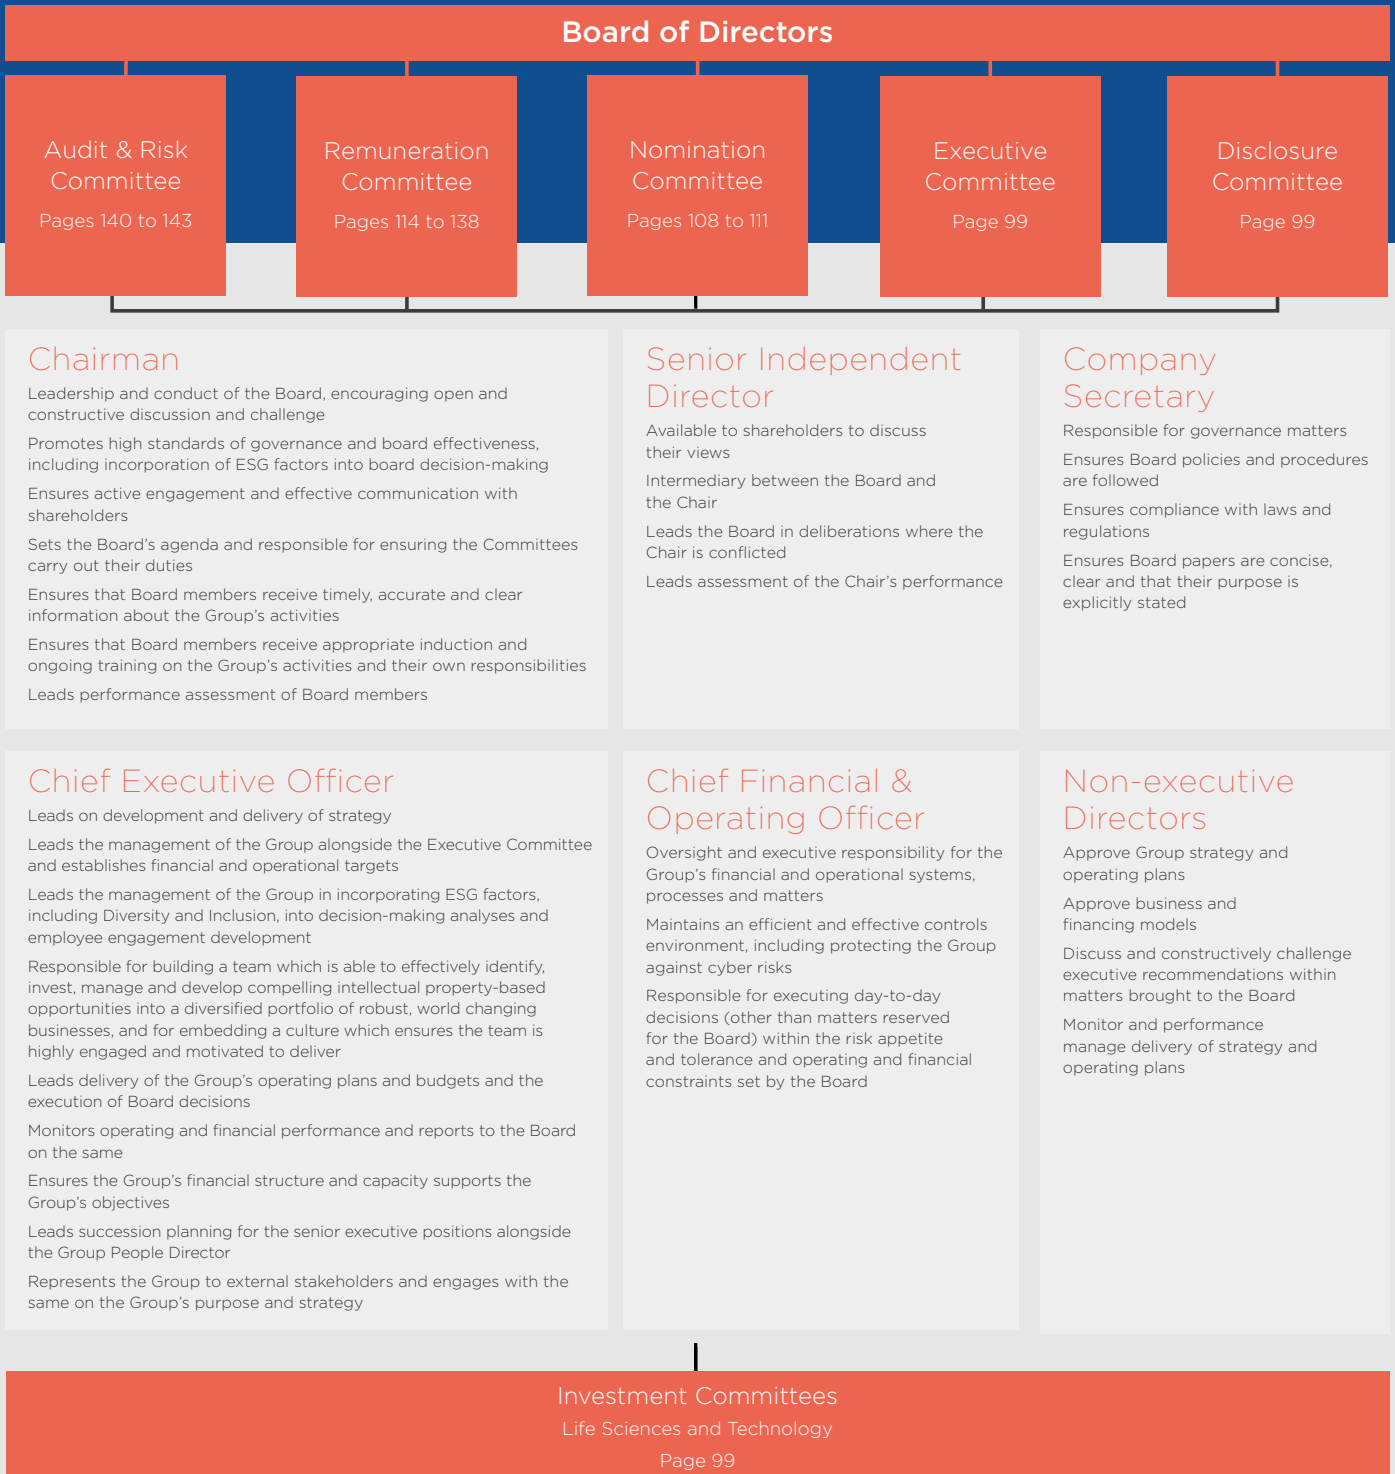 Board of Directors
Audit & Risk
Committee
Pages 140 to 143
Remuneration
Committee
Pages 114 to 138
Nomination
Committee
Pages 108 to 111
Executive
Committee
Page 99
Disclosure
Committee
Page 99
Chairman
Leadership and conduct of the Board, encouraging open and
constructive discussion and challenge
Promotes high standards of governance and board effectiveness,
including incorporation of ESG factors into board decision-making
Ensures active engagement and effective communication with
shareholders
Sets the Board’s agenda and responsible for ensuring the Committees
carry out their duties
Ensures that Board members receive timely, accurate and clear
information about the Group’s activities
Ensures that Board members receive appropriate induction and
ongoing training on the Group’s activities and their own responsibilities
Leads performance assessment of Board members
Senior Independent
Director
Available to shareholders to discuss
their views
Intermediary between the Board and
the Chair
Leads the Board in deliberations where the
Chair is conflicted
Leads assessment of the Chair’s performance
Company
Secretary
Responsible for governance matters
Ensures Board policies and procedures
are followed
Ensures compliance with laws and
regulations
Ensures Board papers are concise,
clear and that their purpose is
explicitly stated
Chief Executive Officer
Leads on development and delivery of strategy
Leads the management of the Group alongside the Executive Committee
and establishes financial and operational targets
Leads the management of the Group in incorporating ESG factors,
including Diversity and Inclusion, into decision-making analyses and
employee engagement development
Responsible for building a team which is able to effectively identify,
invest, manage and develop compelling intellectual property-based
opportunities into a diversified portfolio of robust, world changing
businesses, and for embedding a culture which ensures the team is
highly engaged and motivated to deliver
Leads delivery of the Group’s operating plans and budgets and the
execution of Board decisions
Monitors operating and financial performance and reports to the Board
on the same
Ensures the Group’s financial structure and capacity supports the
Group’s objectives
Leads succession planning for the senior executive positions alongside
the Group People Director
Represents the Group to external stakeholders and engages with the
same on the Group’s purpose and strategy
Chief Financial &
Operating Officer
Oversight and executive responsibility for the
Group’s financial and operational systems,
processes and matters
Maintains an efficient and effective controls
environment, including protecting the Group
against cyber risks
Responsible for executing day-to-day
decisions (other than matters reserved
for the Board) within the risk appetite
and tolerance and operating and financial
constraints set by the Board
Non-executive
Directors
Approve Group strategy and
operating plans
Approve business and
financing models
Discuss and constructively challenge
executive recommendations within
matters brought to the Board
Monitor and performance
manage delivery of strategy and
operating plans
Investment Committees
Life Sciences and Technology
Page 99